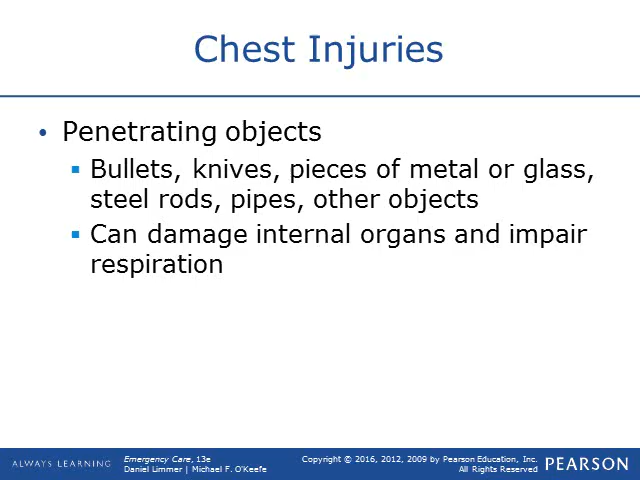 Chest Injuries
• Penetrating objects
▪ Bullets, knives, pieces of metal or glass,
steel rods, pipes, other objects
▪ Can damage internal organs and impair
respiration
ALWAYS LEARNING
Emergency Care, 13e
Daniel Limmer | Michael F. O'Keefe
Copyright © 2016, 2012, 2009 by Pearson Education, Inc.
All Rights Reserved
PEARSON